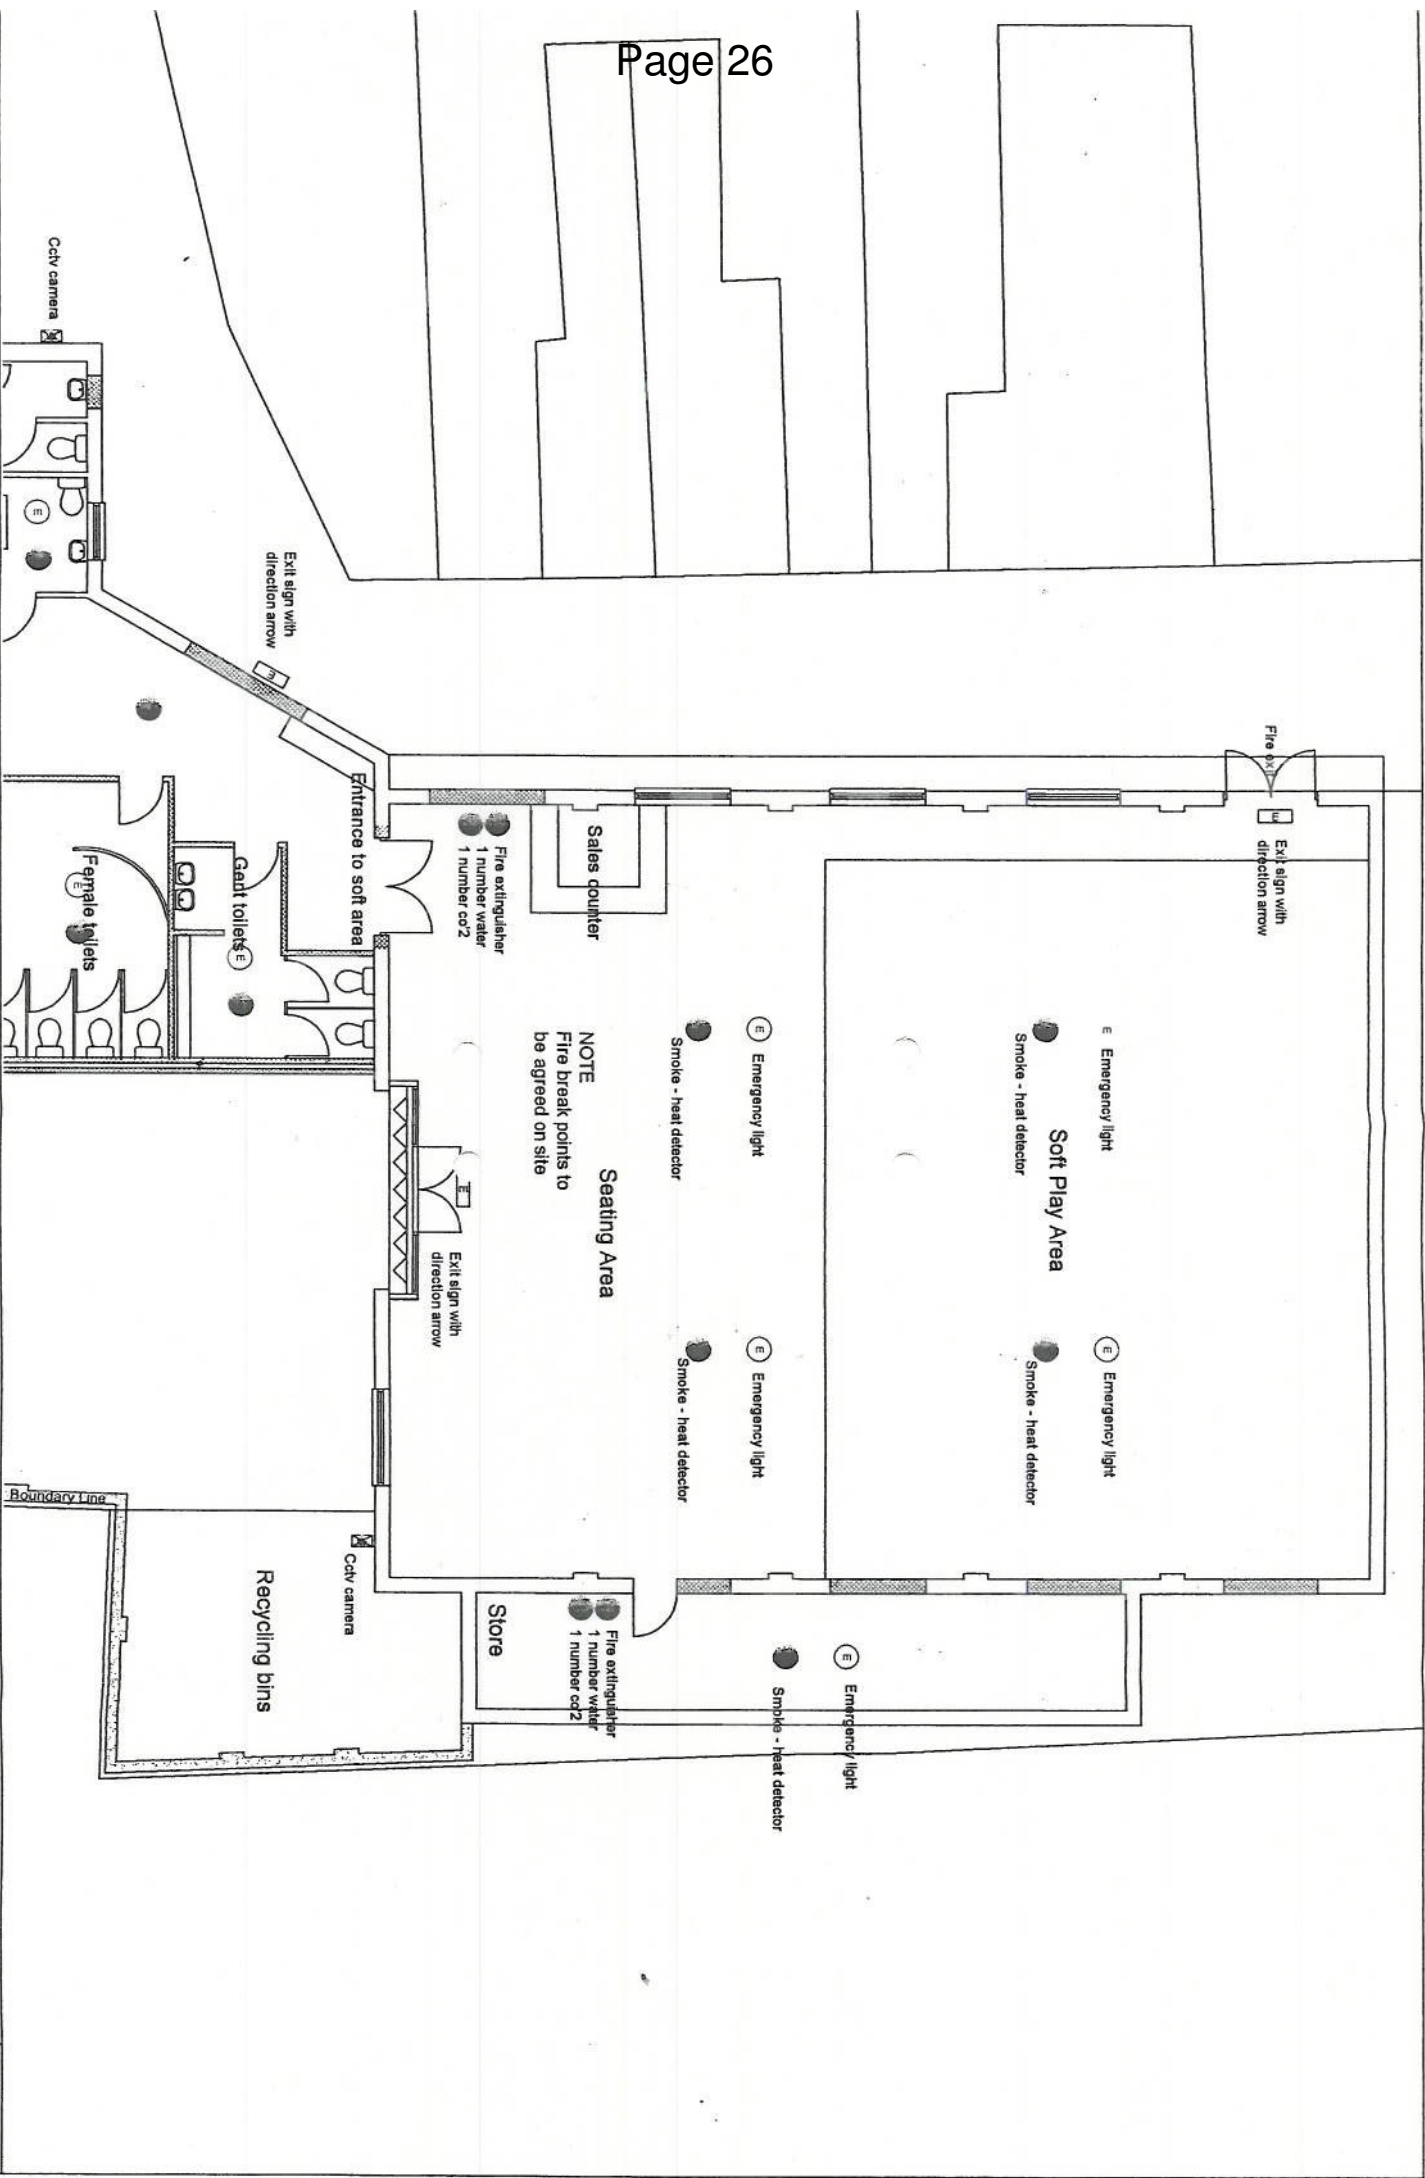 Page 26
Cctv camera
Exit sign with
direction arrow
Fire exit
E
Exit sign with
direction arrow
E
Entrance to soft area
Fire extinguisher
1 number water
1 number co'2
Sales counter
Gent toilets
E
Female toilets
E
E
E
Emergency light
Smoke - heat detector
E
Emergency light
Smoke - heat detector
Soft Play Area
NOTE
Fire break points to
be agreed on site
Seating Area
E
Exit sign with
direction arrow
E
Emergency light
Smoke - heat detector
E
Emergency light
Smoke - heat detector
Boundary Line
Cctv camera
Recycling bins
Store
Fire extinguisher
1 number water
1 number co'2
E
Emergency light
Smoke - heat detector